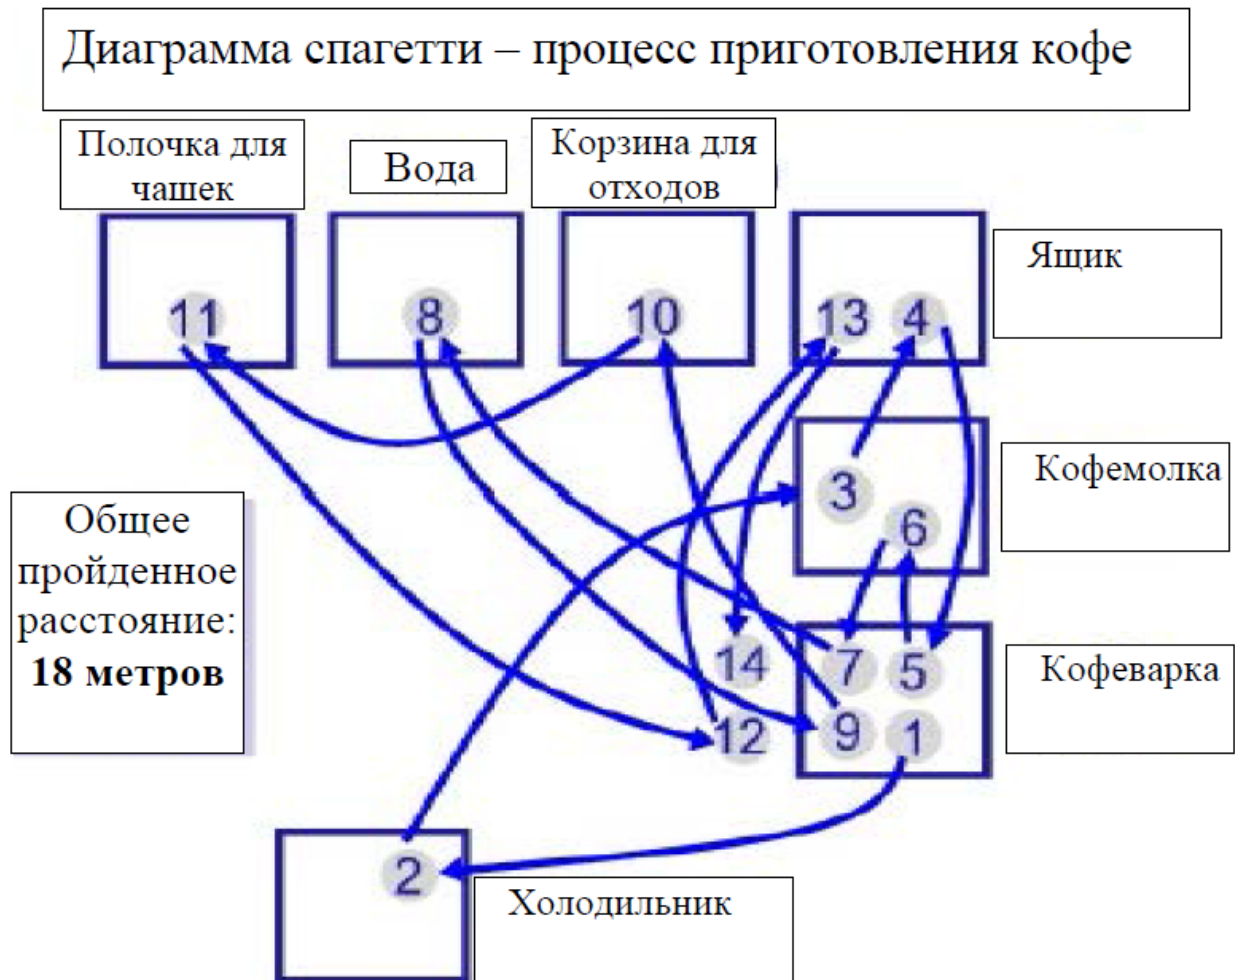 Диаграмма спагетти – процесс приготовления кофе
Полочка для
чашек
Вода
Корзина для
отходов
Ящик
11
8
10
13
4
Кофемолка
3
6
Общее
пройденное
расстояние:
18 метров
Кофеварка
14
7
5
12
9
1
2
Холодильник